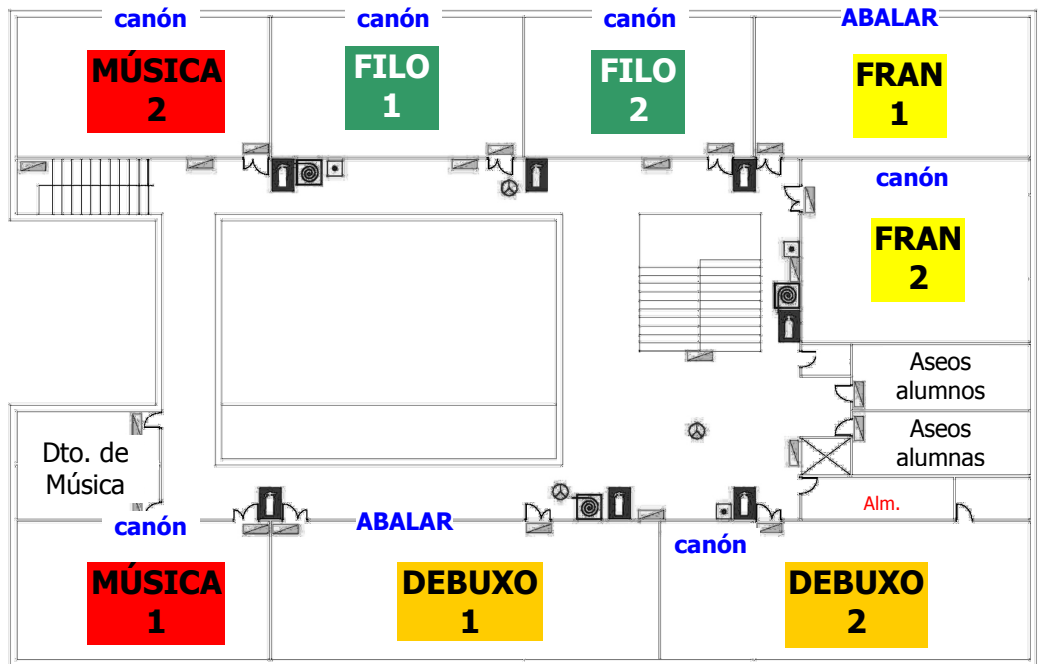 canón
canón
canón
ABALAR
MÚSICA
2
FILO
1
FILO
2
FRAN
1
canón
FRAN
2
Aseos
alumnos
Aseos
alumnas
Dto. de
Música
Alm.
canón
ABALAR
canón
MÚSICA
1
DEBUXO
1
DEBUXO
2